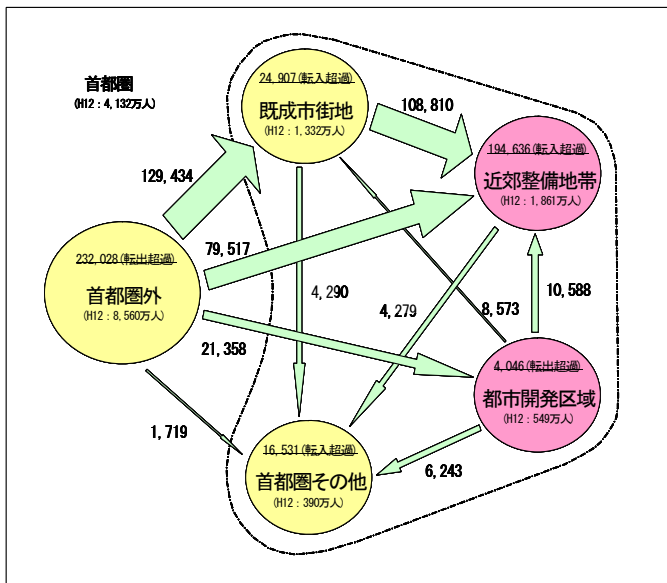 首都圏
(H12:4,132万人)
24,907(転入超過)
既成市街地
(H12:1,332万人)
108,810
194,636(転入超過)
近郊整備地帯
(H12:1,861万人)
129,434
232,028(転出超過)
首都圏外
(H12:8,560万人)
79,517
4,290
4,279
8,573
10,588
21,358
4,046(転出超過)
都市開発区域
(H12:549万人)
1,719
16,531(転入超過)
首都圏その他
(H12:390万人)
6,243